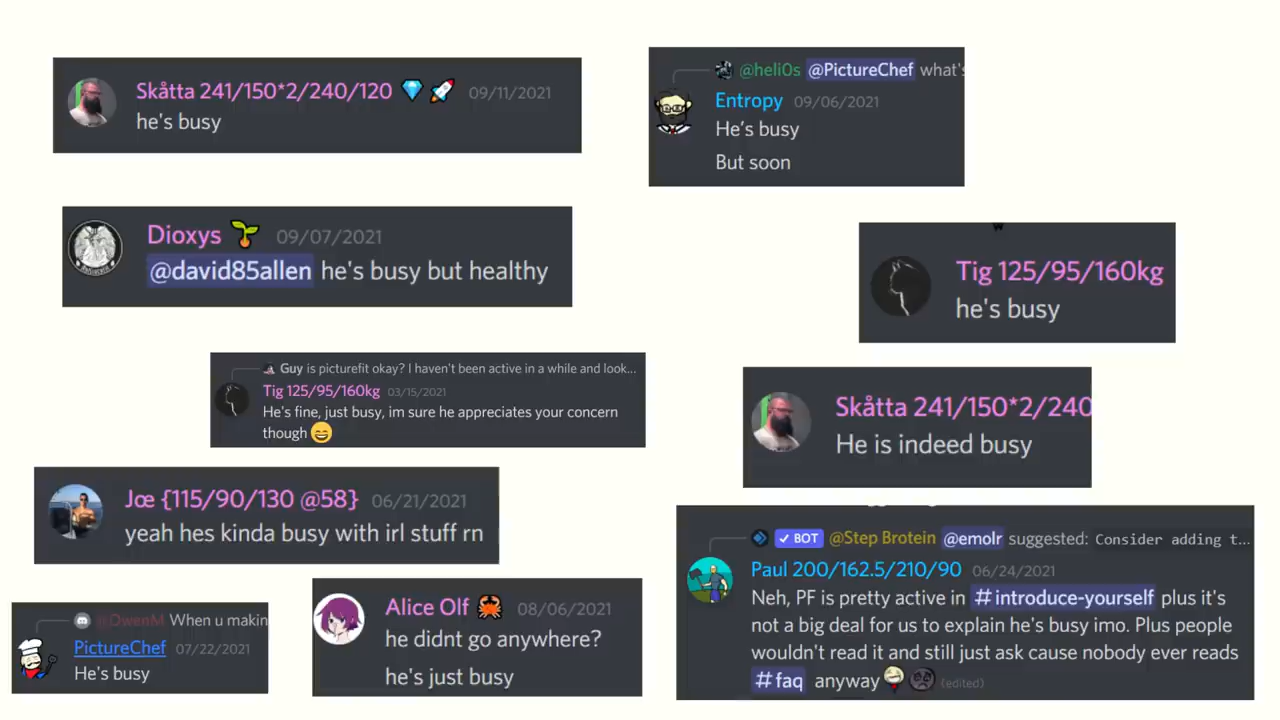 Skåtta 241/150*2/240/120 💎 🚀 09/11/2021
he's busy
@heli0s @PictureChef what's
Entropy 09/06/2021
He's busy
But soon
Dioxys 🌱 09/07/2021
@david85allen he's busy but healthy
Tig 125/95/160kg
he's busy
Guy is picturefit okay? I haven't been active in a while and look...
Tig 125/95/160kg 03/15/2021
He's fine, just busy, im sure he appreciates your concern
though 😄
Skåtta 241/150*2/240
He is indeed busy
Jœ {115/90/130 @58} 06/21/2021
yeah hes kinda busy with irl stuff rn
✓ BOT @Step Brotein @emolr suggested: Consider adding t...
Paul 200/162.5/210/90 06/24/2021
Neh, PF is pretty active in #introduce-yourself plus it's
not a big deal for us to explain he's busy imo. Plus people
wouldn't read it and still just ask cause nobody ever reads
#faq anyway (edited)
@OwenM When u makin
PictureChef 07/22/2021
He's busy
Alice Olf 🦀 08/06/2021
he didnt go anywhere?
he's just busy